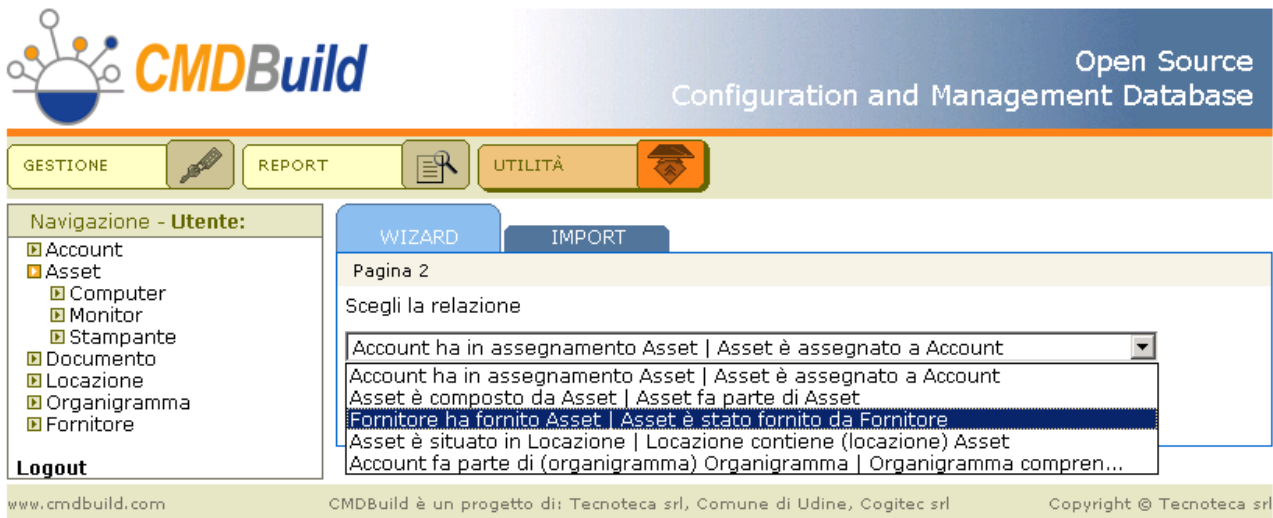 CMDBuild
Open Source
Configuration and Management Database
GESTIONE
REPORT
UTILITÀ
Navigazione - Utente:
Account
Asset
Computer
Monitor
Stampante
Documento
Locazione
Organigramma
Fornitore
Logout
WIZARD
IMPORT
Pagina 2
Scegli la relazione
Account ha in assegnamento Asset | Asset è assegnato a Account
Account ha in assegnamento Asset | Asset è assegnato a Account
Asset è composto da Asset | Asset fa parte di Asset
Fornitore ha fornito Asset | Asset è stato fornito da Fornitore
Asset è situato in Locazione | Locazione contiene (locazione) Asset
Account fa parte di (organigramma) Organigramma | Organigramma compren...
www.cmdbuild.com
CMDBuild è un progetto di: Tecnoteca srl, Comune di Udine, Cogitec srl
Copyright © Tecnoteca srl